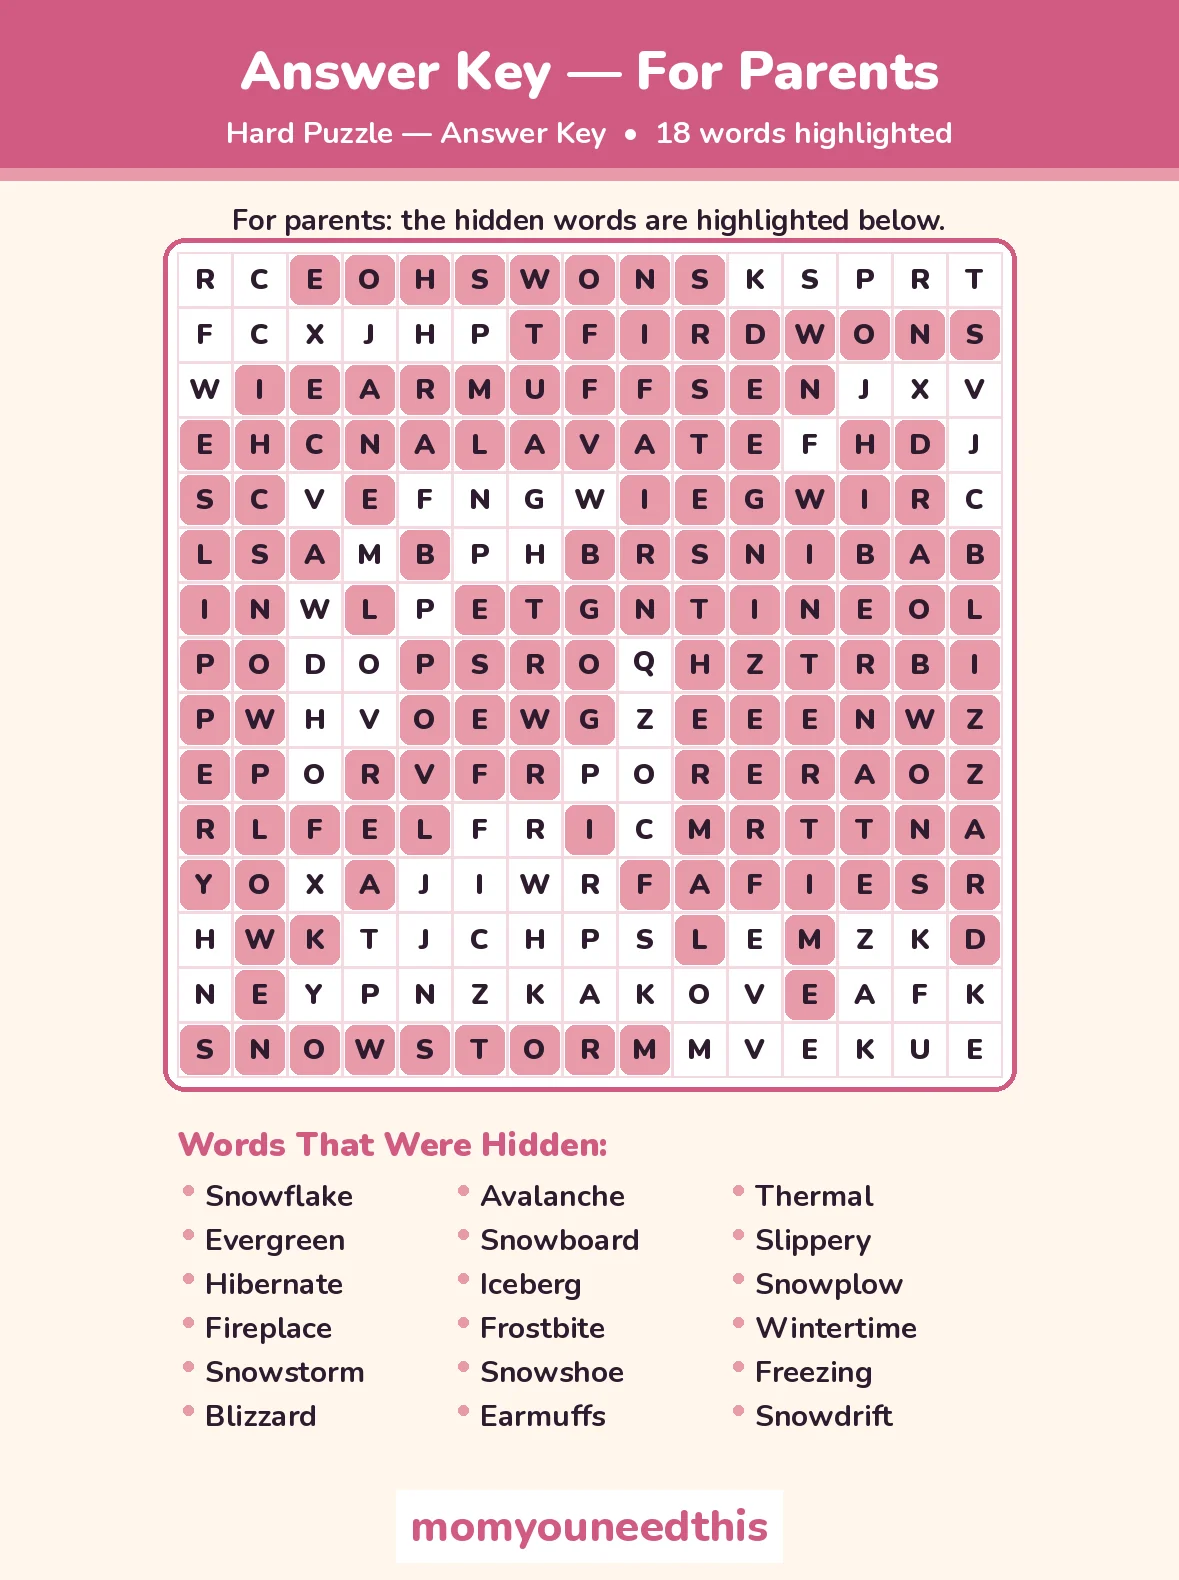 Answer Key — For Parents
Hard Puzzle — Answer Key • 18 words highlighted
For parents: the hidden words are highlighted below.
R C E O H S W O N S K S P R T
F C X J H P T F I R D W O N S
W I E A R M U F F S E N J X V
E H C N A L A V A T E F H D J
S C V E F N G W I E G W I R C
L S A M B P H B R S N I B A B
I N W L P E T G N T I N E O L
P O D O P S R O Q H Z T R B I
P W H V O E W G Z E E E N W Z
E P O R V F R P O R E R A O Z
R L F E L F R I C M R T T N A
Y O X A J I W R F A F I E S R
H W K T J C H P S L E M Z K D
N E Y P N Z K A K O V E A F K
S N O W S T O R M M V E K U E
Words That Were Hidden:
• Snowflake • Avalanche • Thermal
• Evergreen • Snowboard • Slippery
• Hibernate • Iceberg • Snowplow
• Fireplace • Frostbite • Wintertime
• Snowstorm • Snowshoe • Freezing
• Blizzard • Earmuffs • Snowdrift
momyouneedthis